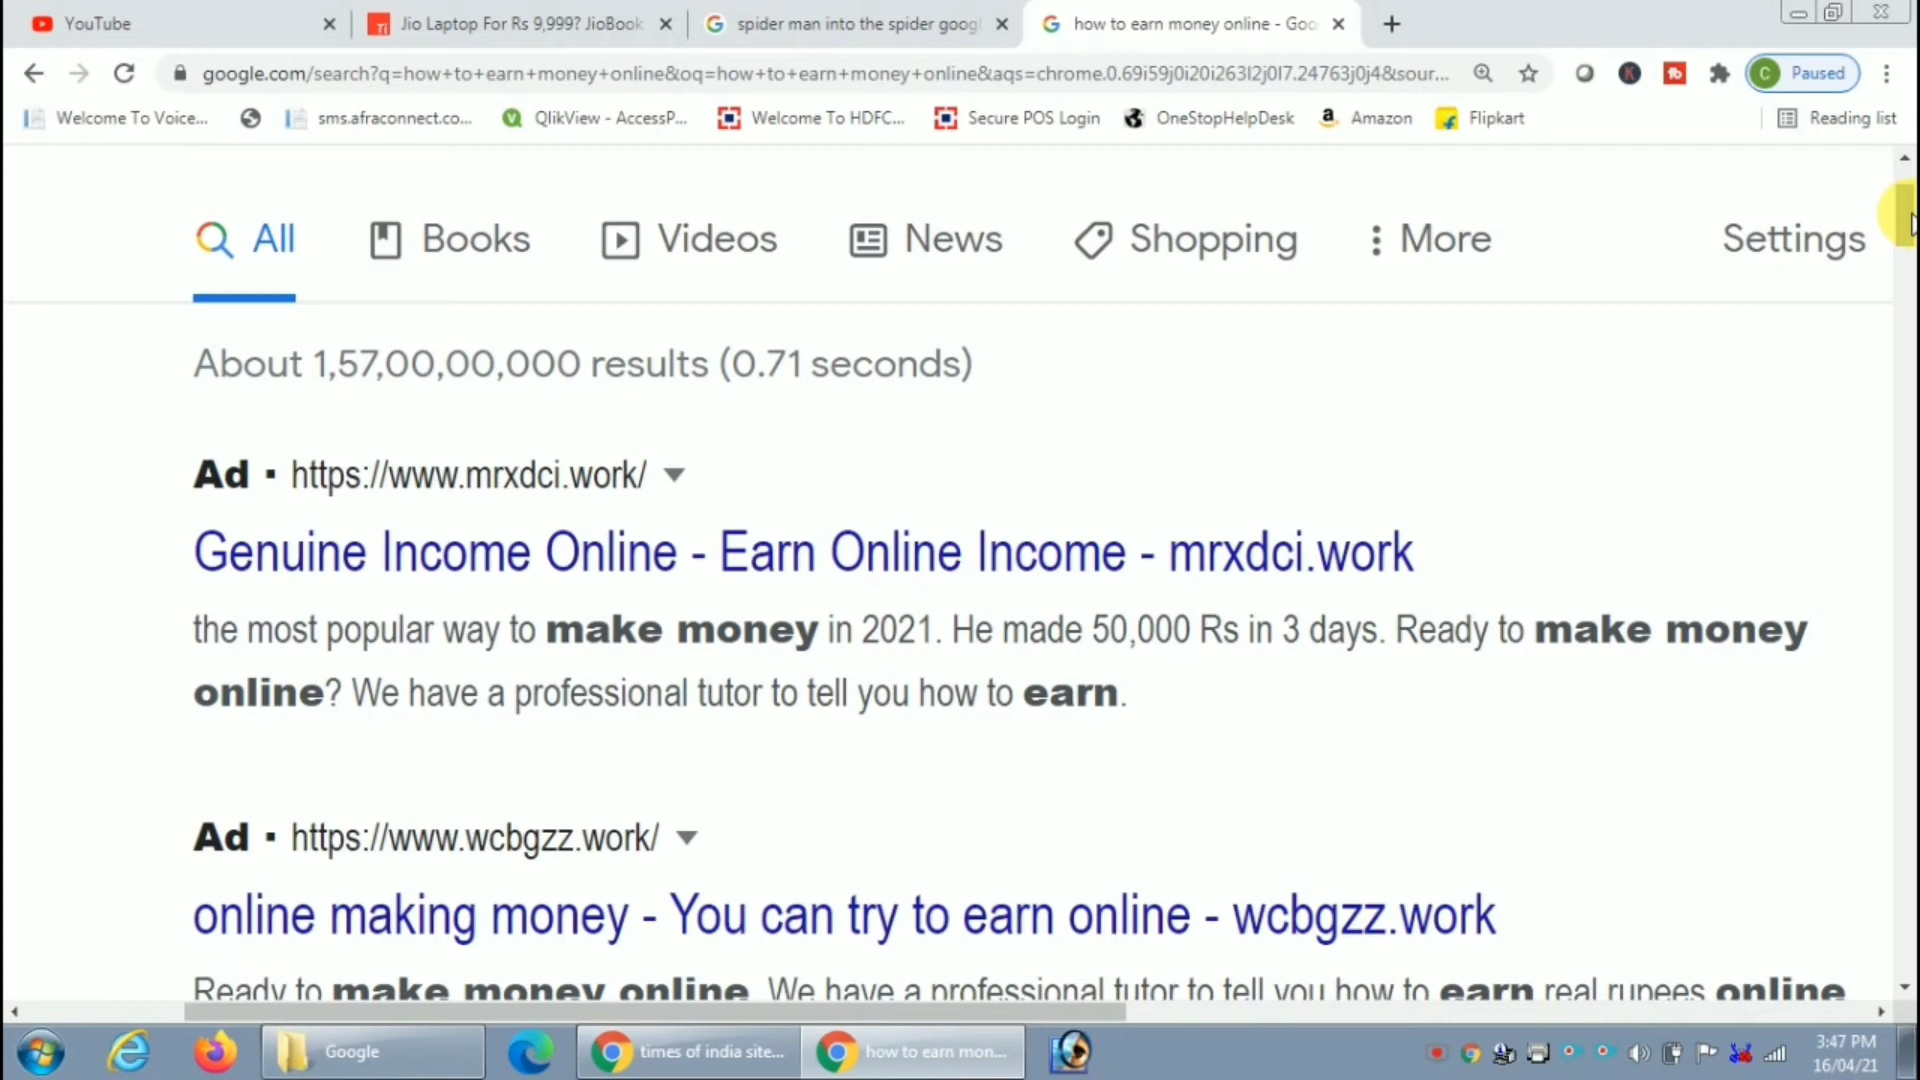 YouTube
Jio Laptop For Rs 9,999? JioBook
spider man into the spider googl
how to earn money online - Goo
google.com/search?q=how+to+earn+money+online&oq=how+to+earn+money+online&aqs=chrome.0.69i59j0i20i263l2j0l7.24763j0j4&sour...
C Paused
Welcome To Voice...
sms.afraconnect.co...
QlikView - AccessP...
Welcome To HDFC...
Secure POS Login
OneStopHelpDesk
Amazon
Flipkart
Reading list
All
Books
Videos
News
Shopping
More
Settings
About 1,57,00,00,000 results (0.71 seconds)
Ad · https://www.mrxdci.work/
Genuine Income Online - Earn Online Income - mrxdci.work
the most popular way to make money in 2021. He made 50,000 Rs in 3 days. Ready to make money
online? We have a professional tutor to tell you how to earn.
Ad · https://www.wcbgzz.work/
online making money - You can try to earn online - wcbgzz.work
Ready to make money online. We have a professional tutor to tell you how to earn real rupees online
Google
times of india site...
how to earn mon...
3:47 PM
16/04/21